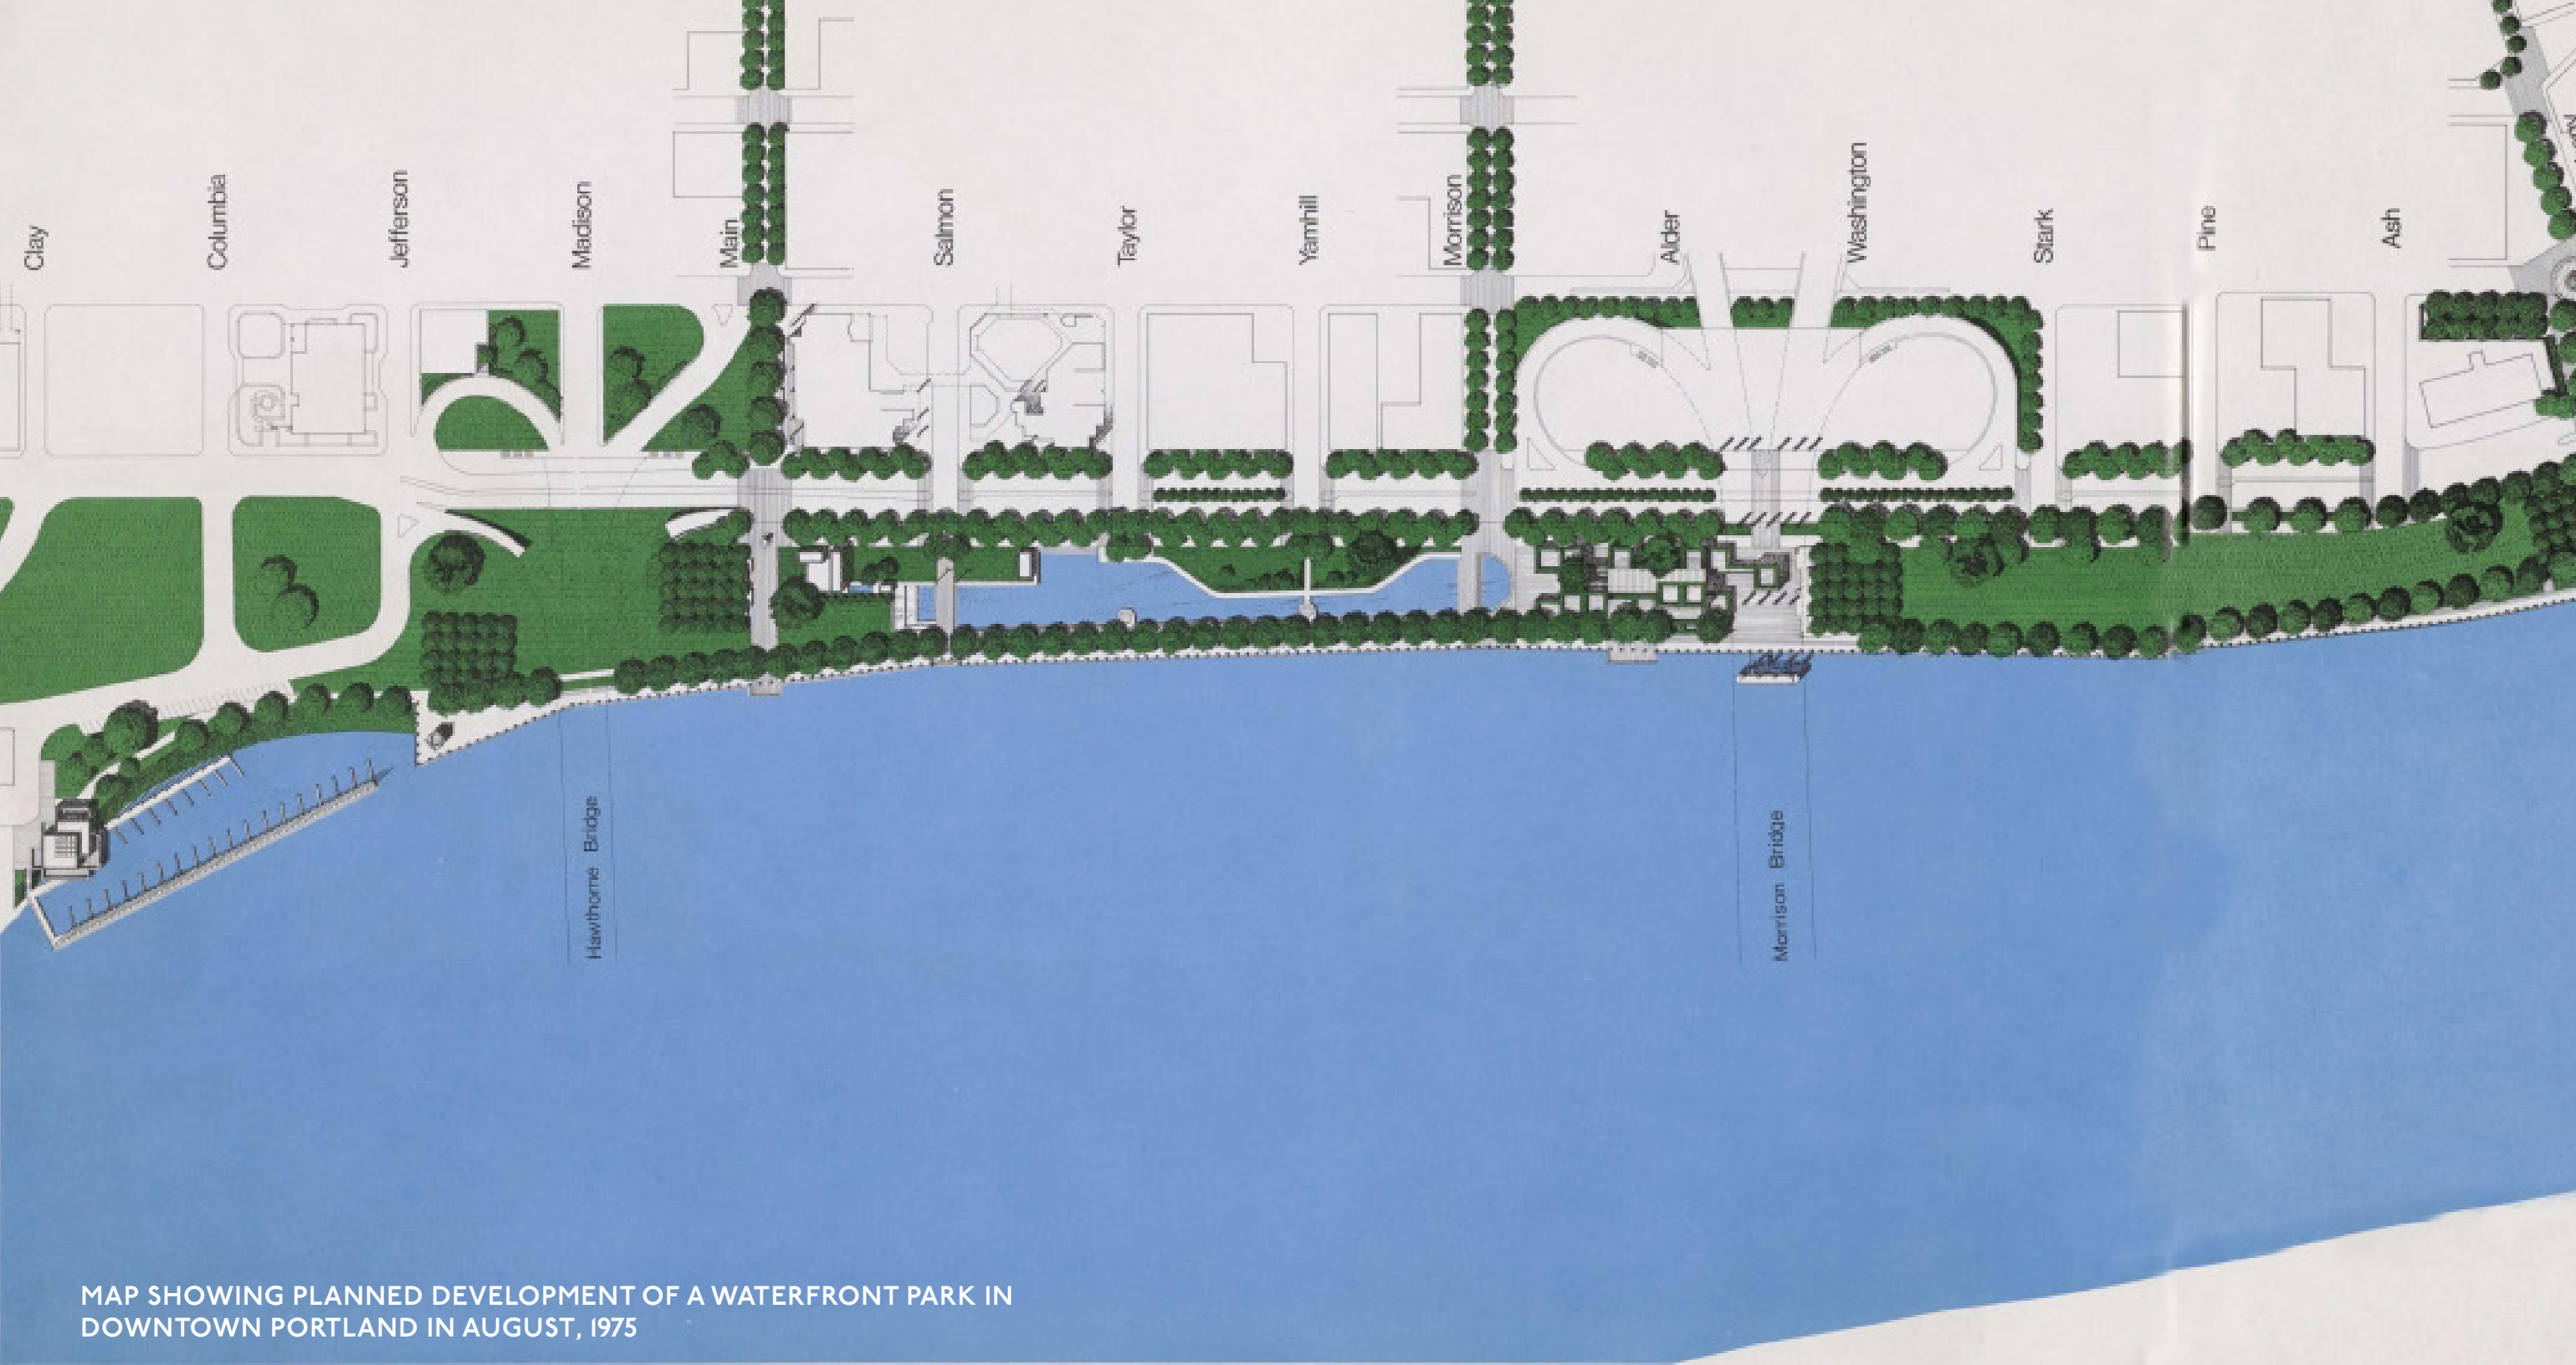 Clay
Columbia
Jefferson
Madison
Main
Salmon
Taylor
Yamhill
Morrison
Alder
Washington
Stark
Pine
Ash
Hawthorne Bridge
Morrison Bridge
MAP SHOWING PLANNED DEVELOPMENT OF A WATERFRONT PARK IN
DOWNTOWN PORTLAND IN AUGUST, 1975